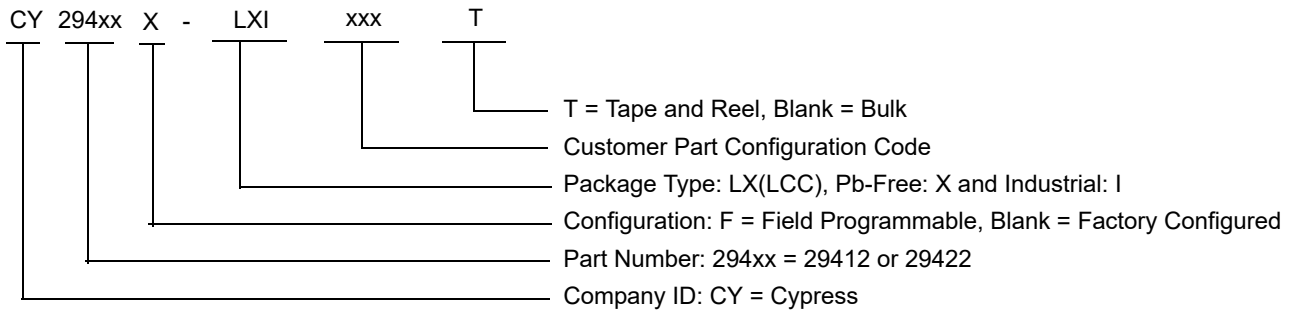 CY 294xx X - LXI xxx T
T = Tape and Reel, Blank = Bulk
Customer Part Configuration Code
Package Type: LX(LCC), Pb-Free: X and Industrial: I
Configuration: F = Field Programmable, Blank = Factory Configured
Part Number: 294xx = 29412 or 29422
Company ID: CY = Cypress